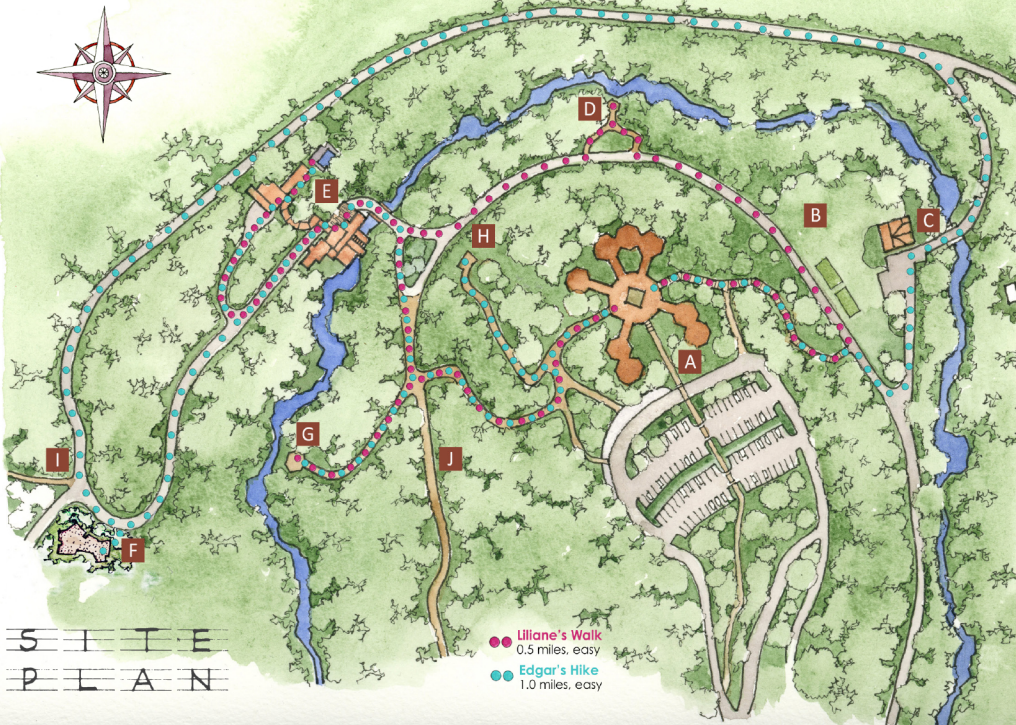 D
E
B
C
H
A
G
J
I
F
SITE
PLAN
Liliane's Walk
0.5 miles, easy
Edgar's Hike
1.0 miles, easy